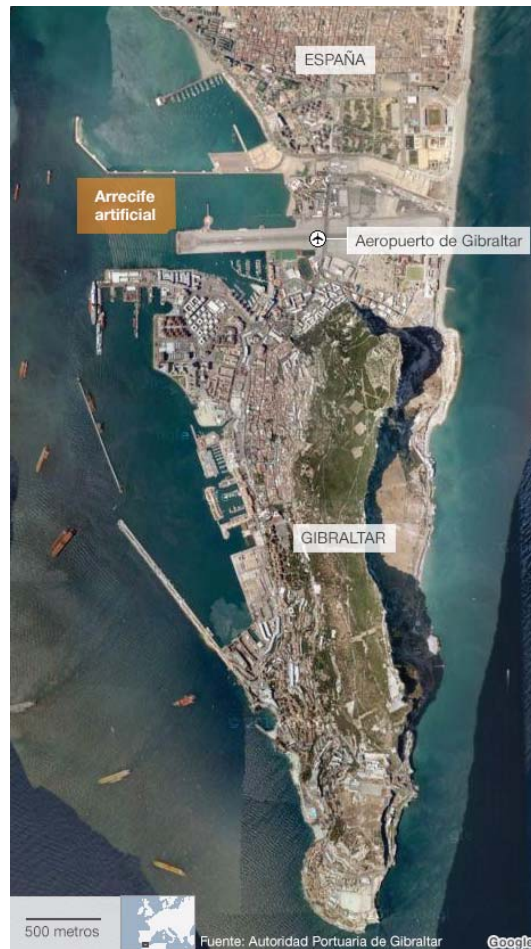 ESPAÑA
Arrecife
artificial
Aeropuerto de Gibraltar
GIBRALTAR
500 metros
Fuente: Autoridad Portuaria de Gibraltar